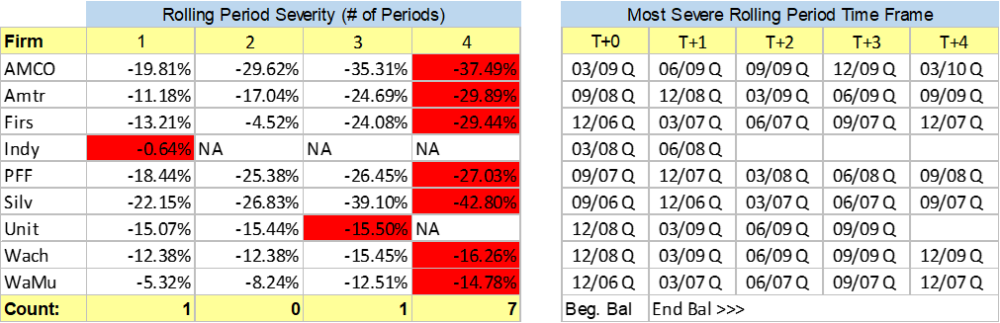 Rolling Period Severity (# of Periods) Most Severe Rolling Period Time Frame
Firm 1 2 3 4 T+0 T+1 T+2 T+3 T+4
AMCO -19.81% -29.62% -35.31% -37.49% 03/09 Q 06/09 Q 09/09 Q 12/09 Q 03/10 Q
Amtr -11.18% -17.04% -24.69% -29.89% 09/08 Q 12/08 Q 03/09 Q 06/09 Q 09/09 Q
Firs -13.21% -4.52% -24.08% -29.44% 12/06 Q 03/07 Q 06/07 Q 09/07 Q 12/07 Q
Indy -0.64% NA NA NA 03/08 Q 06/08 Q
PFF -18.44% -25.38% -26.45% -27.03% 09/07 Q 12/07 Q 03/08 Q 06/08 Q 09/08 Q
Silv -22.15% -26.83% -39.10% -42.80% 09/06 Q 12/06 Q 03/07 Q 06/07 Q 09/07 Q
Unit -15.07% -15.44% -15.50% NA 12/08 Q 03/09 Q 06/09 Q 09/09 Q
Wach -12.38% -12.38% -15.45% -16.26% 12/08 Q 03/09 Q 06/09 Q 09/09 Q 12/09 Q
WaMu -5.32% -8.24% -12.51% -14.78% 12/06 Q 03/07 Q 06/07 Q 09/07 Q 12/07 Q
Count: 1 0 1 7 Beg. Bal End Bal >>>